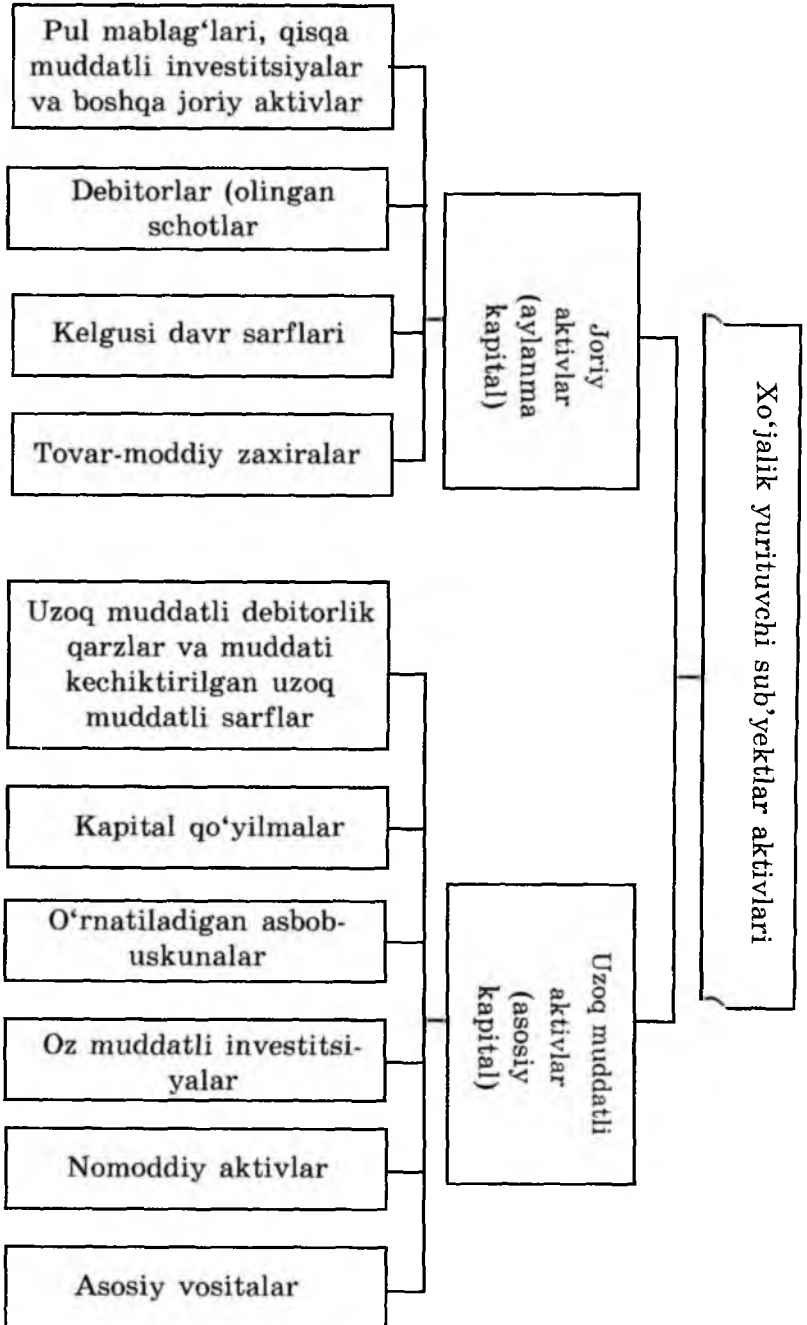 Xo‘jalik yurituvchi sub’yektlar aktivlari
Joriy
aktivlar
(aylanma
kapital)
Pul mablag‘lari, qisqa
muddatli investitsiyalar
va boshqa joriy aktivlar
Debitorlar (olingan
schotlar
Kelgusi davr sarflari
Tovar-moddiy zaxiralar
Uzoq muddatli
aktivlar
(asosiy
kapital)
Uzoq muddatli debitorlik
qarzlar va muddati
kechiktirilgan uzoq
muddatli sarflar
Kapital qo‘yilmalar
O‘rnatiladigan asbob-
uskunalar
Oz muddatli investitsi-
yalar
Nomoddiy aktivlar
Asosiy vositalar